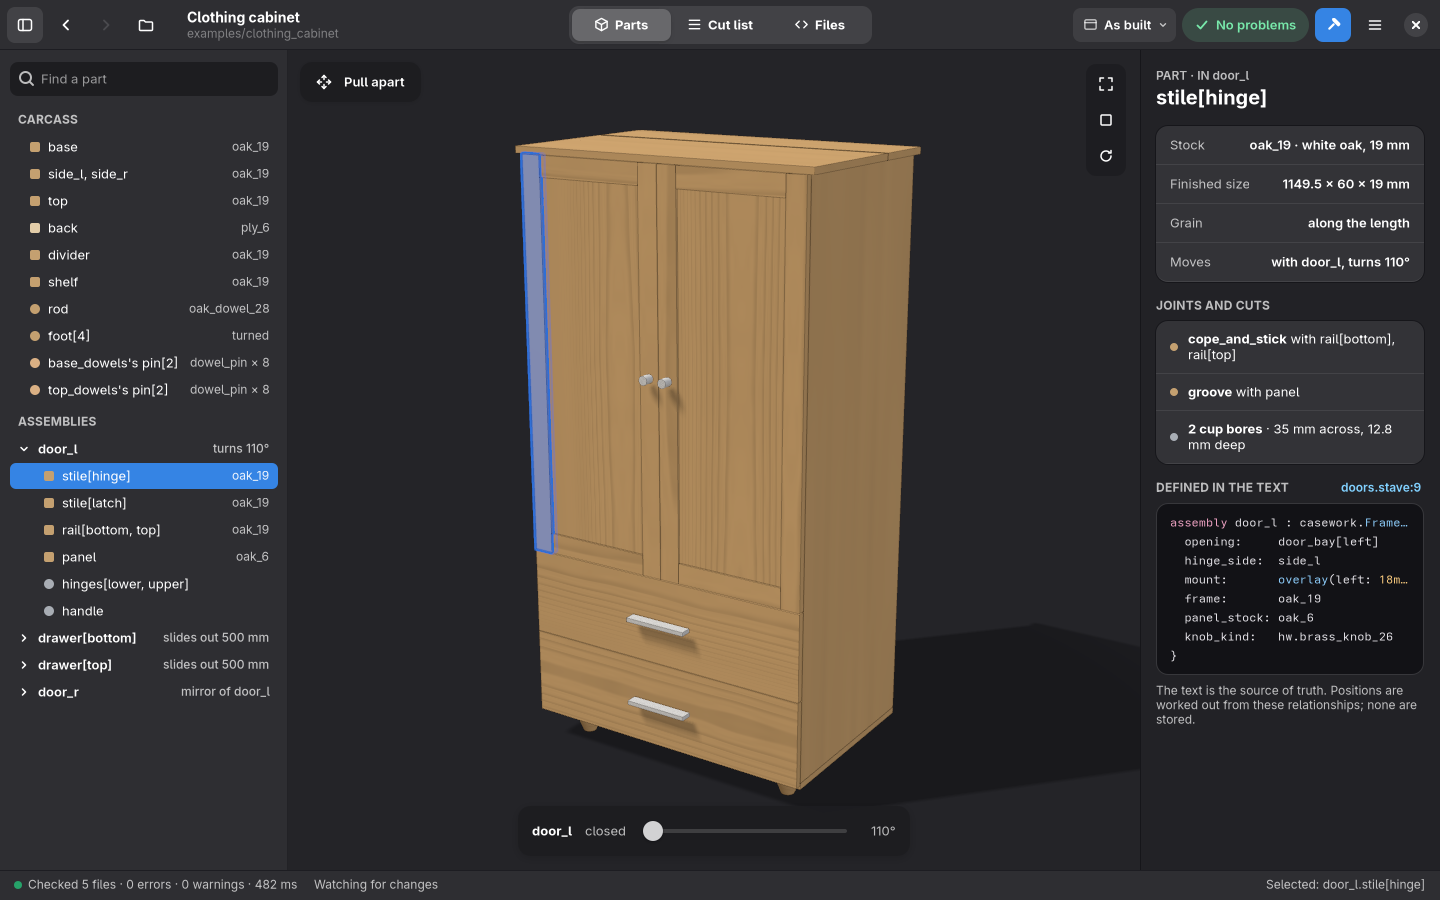 Clothing cabinet
examples/clothing_cabinet
Parts
Cut list
Files
As built
No problems
Find a part
CARCASS
base oak_19
side_l, side_r oak_19
top oak_19
back ply_6
divider oak_19
shelf oak_19
rod oak_dowel_28
foot[4] turned
base_dowels's pin[2] dowel_pin × 8
top_dowels's pin[2] dowel_pin × 8
ASSEMBLIES
door_l turns 110°
stile[hinge] oak_19
stile[latch] oak_19
rail[bottom, top] oak_19
panel oak_6
hinges[lower, upper]
handle
drawer[bottom] slides out 500 mm
drawer[top] slides out 500 mm
door_r mirror of door_l
Pull apart
door_l closed 110°
PART · IN door_l
stile[hinge]
Stock oak_19 · white oak, 19 mm
Finished size 1149.5 × 60 × 19 mm
Grain along the length
Moves with door_l, turns 110°
JOINTS AND CUTS
cope_and_stick with rail[bottom],
rail[top]
groove with panel
2 cup bores · 35 mm across, 12.8
mm deep
DEFINED IN THE TEXT doors.stave:9
assembly door_l : casework.Frame…
opening: door_bay[left]
hinge_side: side_l
mount: overlay(left: 18m…
frame: oak_19
panel_stock: oak_6
knob_kind: hw.brass_knob_26
}
The text is the source of truth. Positions are
worked out from these relationships; none are
stored.
Checked 5 files · 0 errors · 0 warnings · 482 ms Watching for changes
Selected: door_l.stile[hinge]